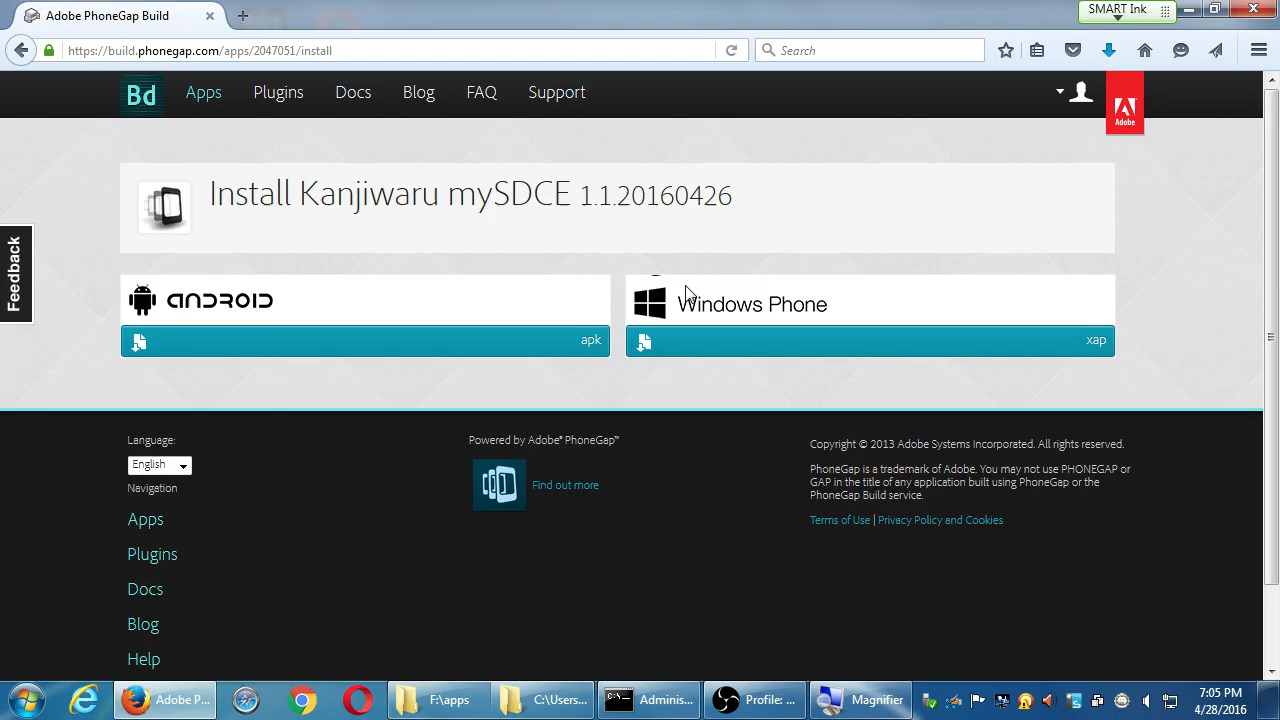 Adobe PhoneGap Build
SMART Ink
https://build.phonegap.com/apps/2047051/install
Search
Bd
Apps
Plugins
Docs
Blog
FAQ
Support
Adobe
Install Kanjiwaru mySDCE 1.1.20160426
Feedback
android
Windows Phone
apk
xap
Language:
English
Navigation
Apps
Plugins
Docs
Blog
Help
Powered by Adobe® PhoneGap™
Find out more
Copyright © 2013 Adobe Systems Incorporated. All rights reserved.
PhoneGap is a trademark of Adobe. You may not use PHONEGAP or
GAP in the title of any application built using PhoneGap or the
PhoneGap Build service.
Terms of Use | Privacy Policy and Cookies
Adobe P...
F:\apps
C:\Users...
Adminis...
Profile: ...
Magnifier
7:05 PM
4/28/2016